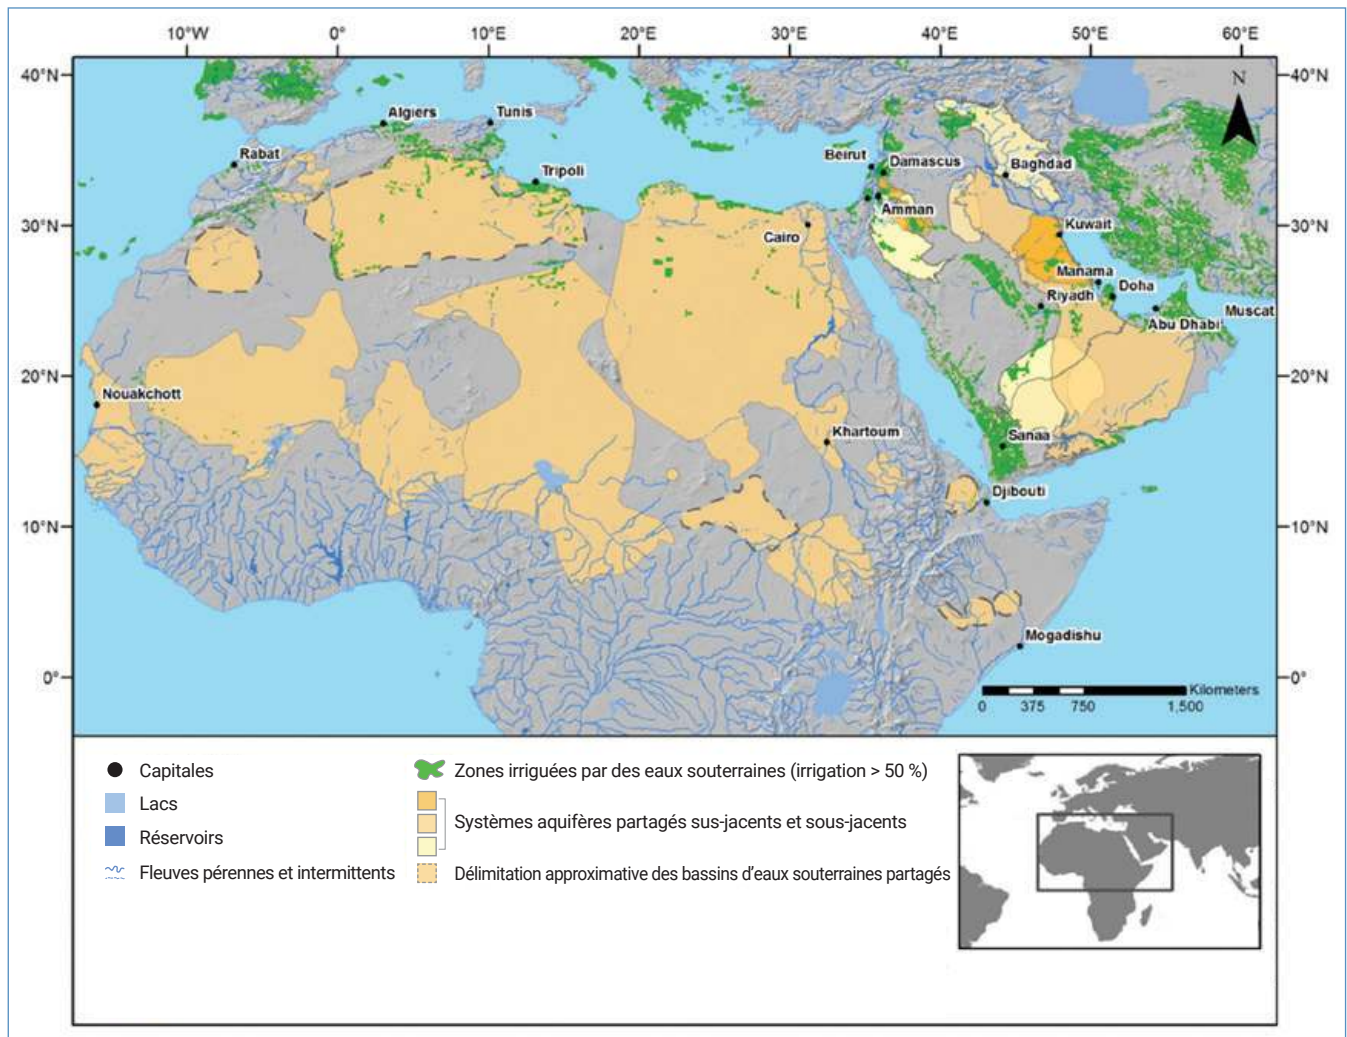 10°W 0° 10°E 20°E 30°E 40°E 50°E 60°E
40°N 40°N
N
Algiers Tunis
Rabat
Tripoli
Beirut Damascus Baghdad
Amman
30°N 30°N
Cairo Kuwait
Manama
Doha
Riyadh
Abu Dhabi Muscat
20°N 20°N
Nouakchott
Khartoum
Sanaa
Djibouti
10°N 10°N
Mogadishu
0° 0°
Kilometers
0 375 750 1,500
Capitales
Lacs
Réservoirs
Fleuves pérennes et intermittents
Zones irriguées par des eaux souterraines (irrigation > 50 %)
Systèmes aquifères partagés sus-jacents et sous-jacents
Délimitation approximative des bassins d'eaux souterraines partagés